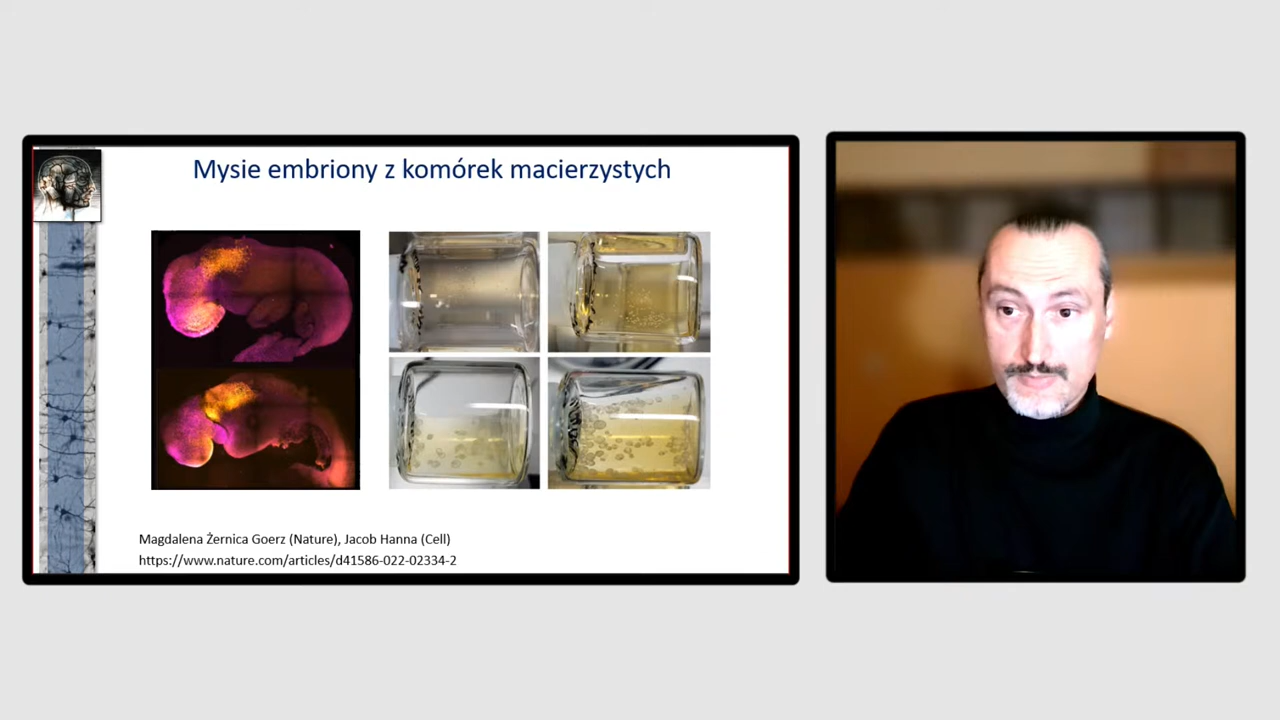 Mysie embriony z komórek macierzystych
Magdalena Żernica Goerz (Nature), Jacob Hanna (Cell)
https://www.nature.com/articles/d41586-022-02334-2